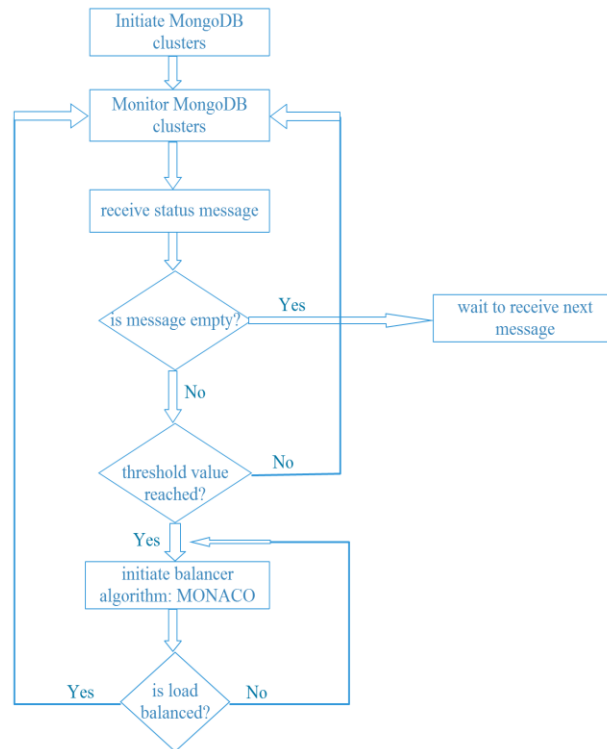 Initiate MongoDB
clusters
Monitor MongoDB
clusters
receive status message
is message empty?
Yes
wait to receive next
message
No
threshold value
reached?
No
Yes
initiate balancer
algorithm: MONACO
is load
balanced?
Yes
No